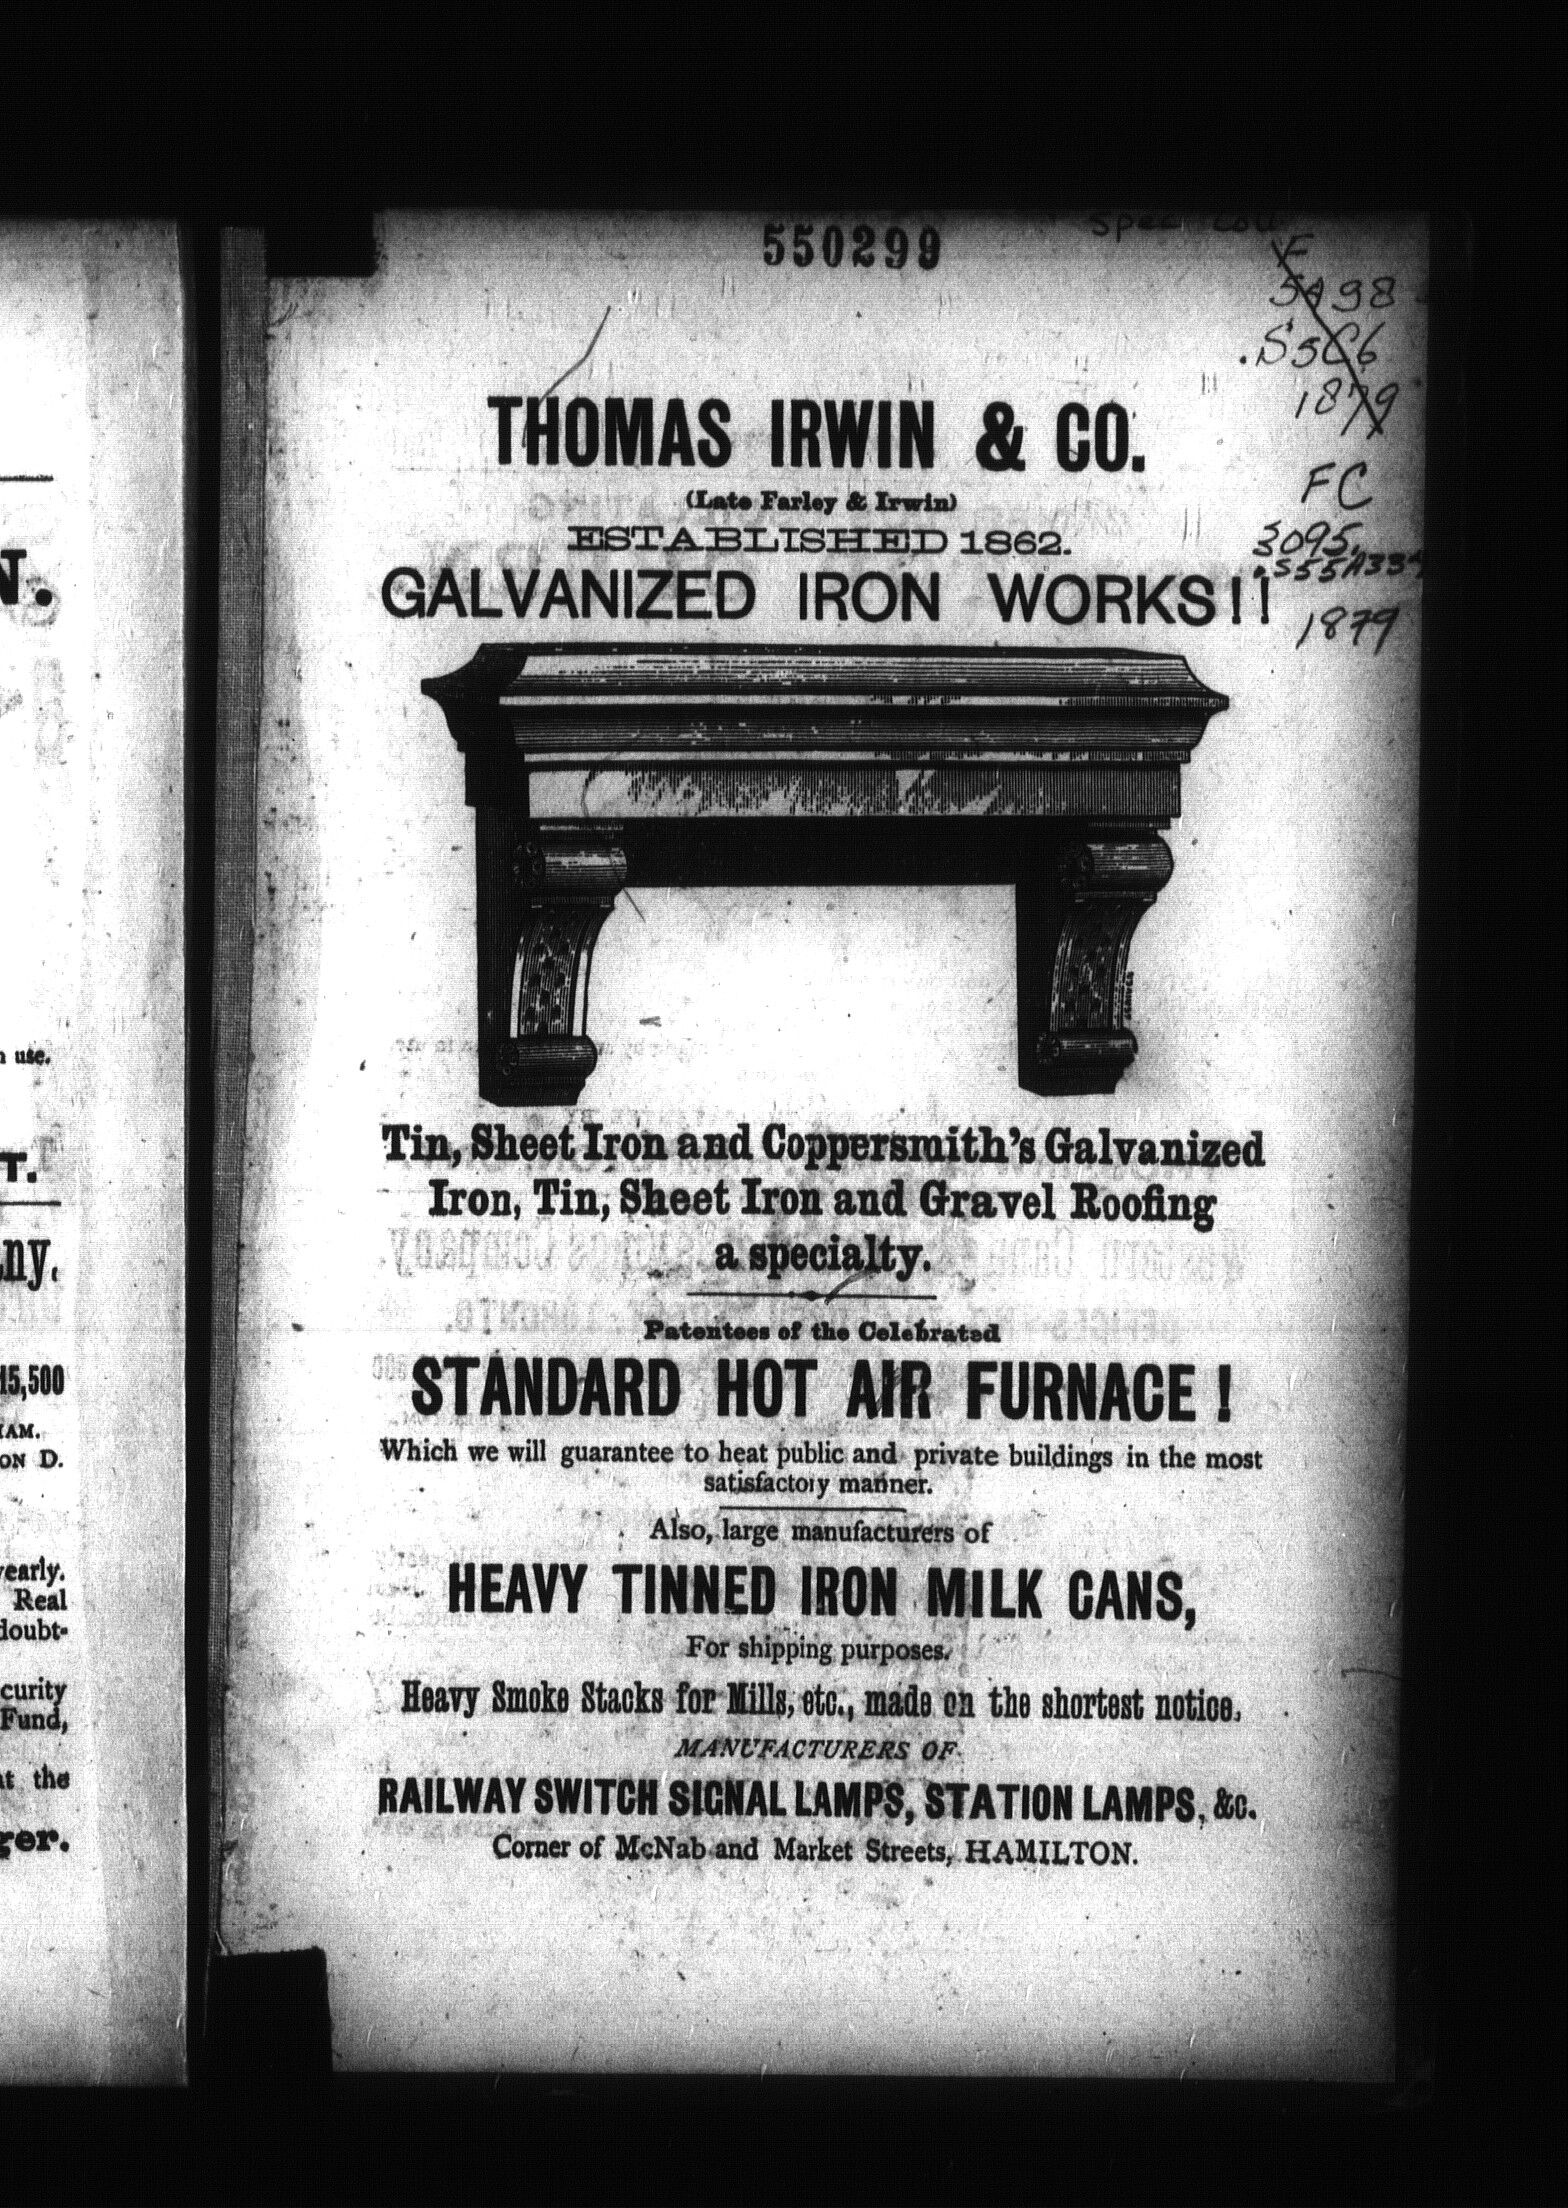 N.
n use.
T.
ny.
15,500
HAM.
ON D.
yearly.
Real
doubt-
curity
Fund,
at the
ger.
550299
Spec Coll
F
5498
.S5C6
1879
FC
3095
1879
THOMAS IRWIN & CO.
(Late Farley & Irwin)
ESTABLISHED 1862.
GALVANIZED IRON WORKS!!
Tin, Sheet Iron and Coppersmith's Galvanized
Iron, Tin, Sheet Iron and Gravel Roofing
a specialty.
Patentees of the Celebrated
STANDARD HOT AIR FURNACE!
Which we will guarantee to heat public and private buildings in the most
satisfactory manner.
Also, large manufacturers of
HEAVY TINNED IRON MILK CANS,
For shipping purposes.
Heavy Smoke Stacks for Mills, etc., made on the shortest notice.
MANUFACTURERS OF
RAILWAY SWITCH SIGNAL LAMPS, STATION LAMPS, &c.
Corner of McNab and Market Streets, HAMILTON.